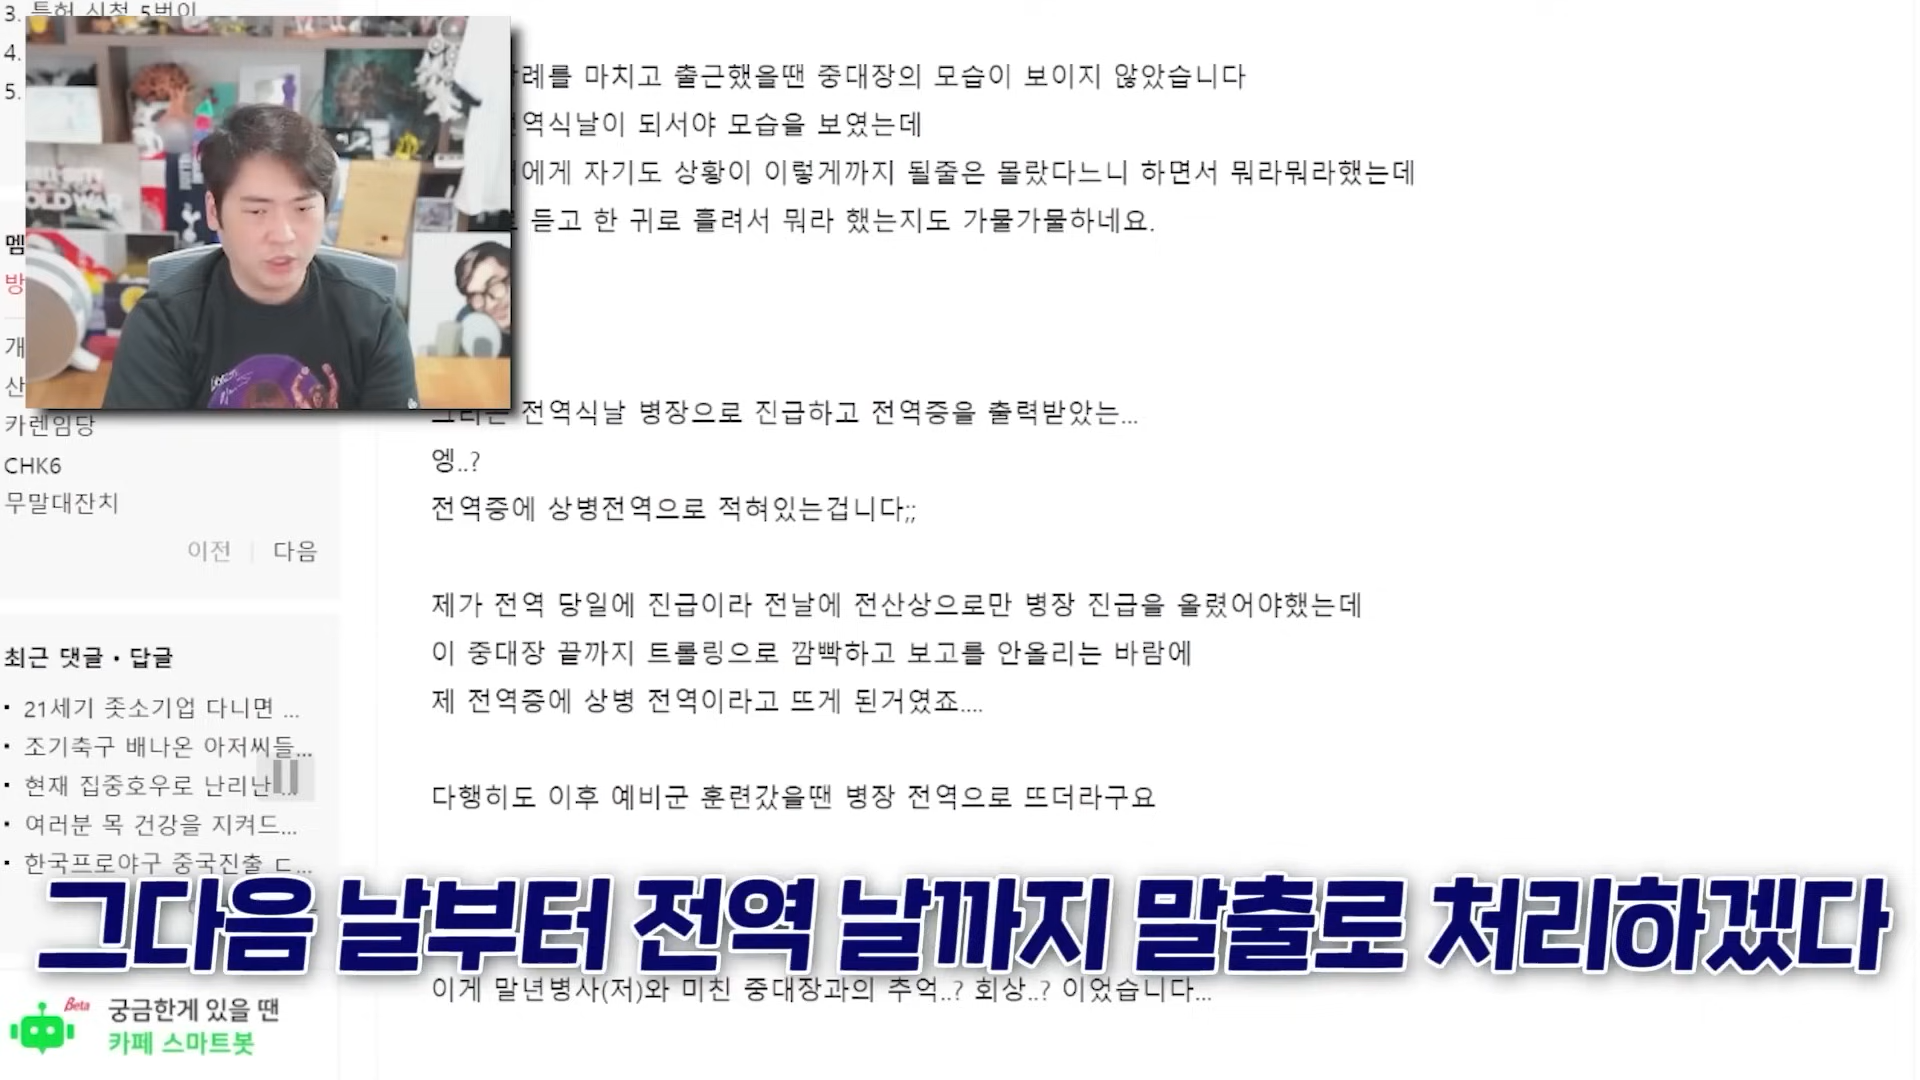 3. 특허 신청 5번이
4.
5.
멤
방
개
산
카렌임당
CHK6
무말대잔치
이전 | 다음
최근 댓글 · 답글
· 21세기 좃소기업 다니면 ...
· 조기축구 배나온 아저씨들...
· 현재 집중호우로 난리난 ...
· 여러분 목 건강을 지켜드...
· 한국프로야구 중국진출 ㄷ...
Beta 궁금한게 있을 땐
카페 스마트봇
OLD WAR
례를 마치고 출근했을땐 중대장의 모습이 보이지 않았습니다
역식날이 되서야 모습을 보였는데
에게 자기도 상황이 이렇게까지 될줄은 몰랐다느니 하면서 뭐라뭐라했는데
듣고 한 귀로 흘려서 뭐라 했는지도 가물가물하네요.
전역식날 병장으로 진급하고 전역증을 출력받았는...
엥..?
전역증에 상병전역으로 적혀있는겁니다;;
제가 전역 당일에 진급이라 전날에 전산상으로만 병장 진급을 올렸어야했는데
이 중대장 끝까지 트롤링으로 깜빡하고 보고를 안올리는 바람에
제 전역증에 상병 전역이라고 뜨게 된거였죠....
다행히도 이후 예비군 훈련갔을땐 병장 전역으로 뜨더라구요
그다음 날부터 전역 날까지 말출로 처리하겠다
이게 말년병사(저)와 미친 중대장과의 추억..? 회상..? 이었습니다...